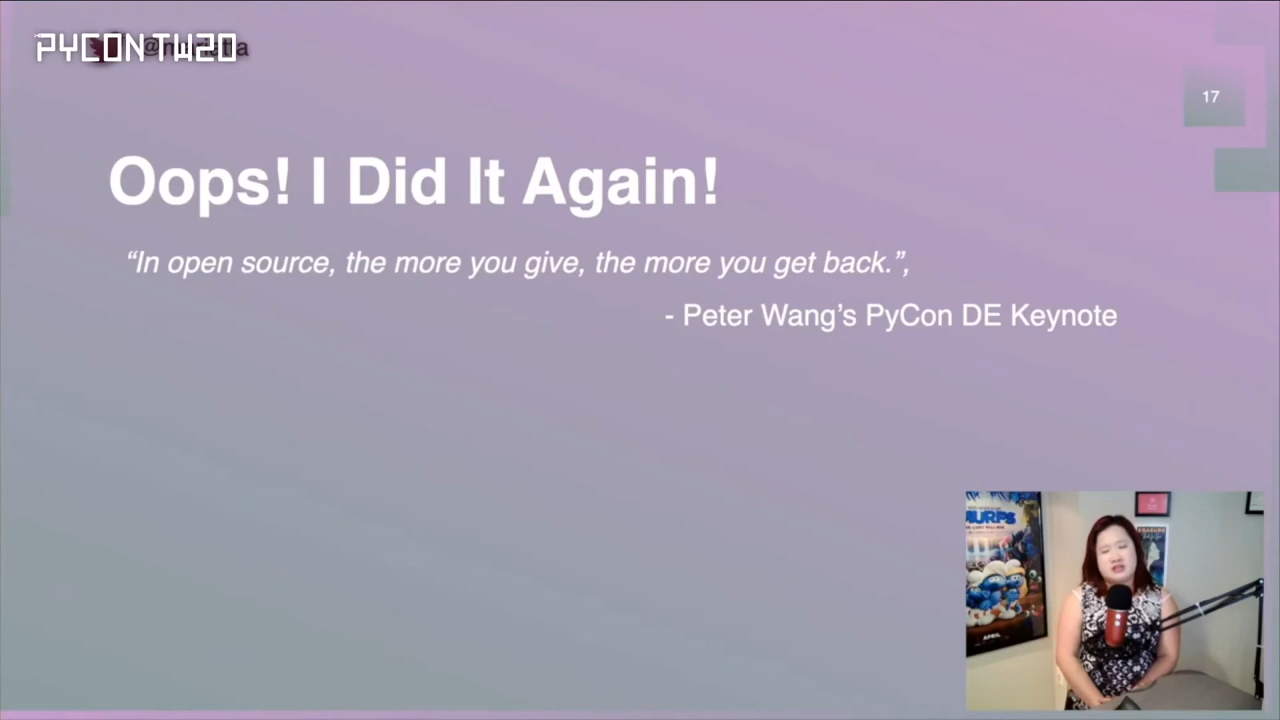 PYCON TW20
17
Oops! I Did It Again!
“In open source, the more you give, the more you get back.”,
- Peter Wang’s PyCon DE Keynote
APRIL